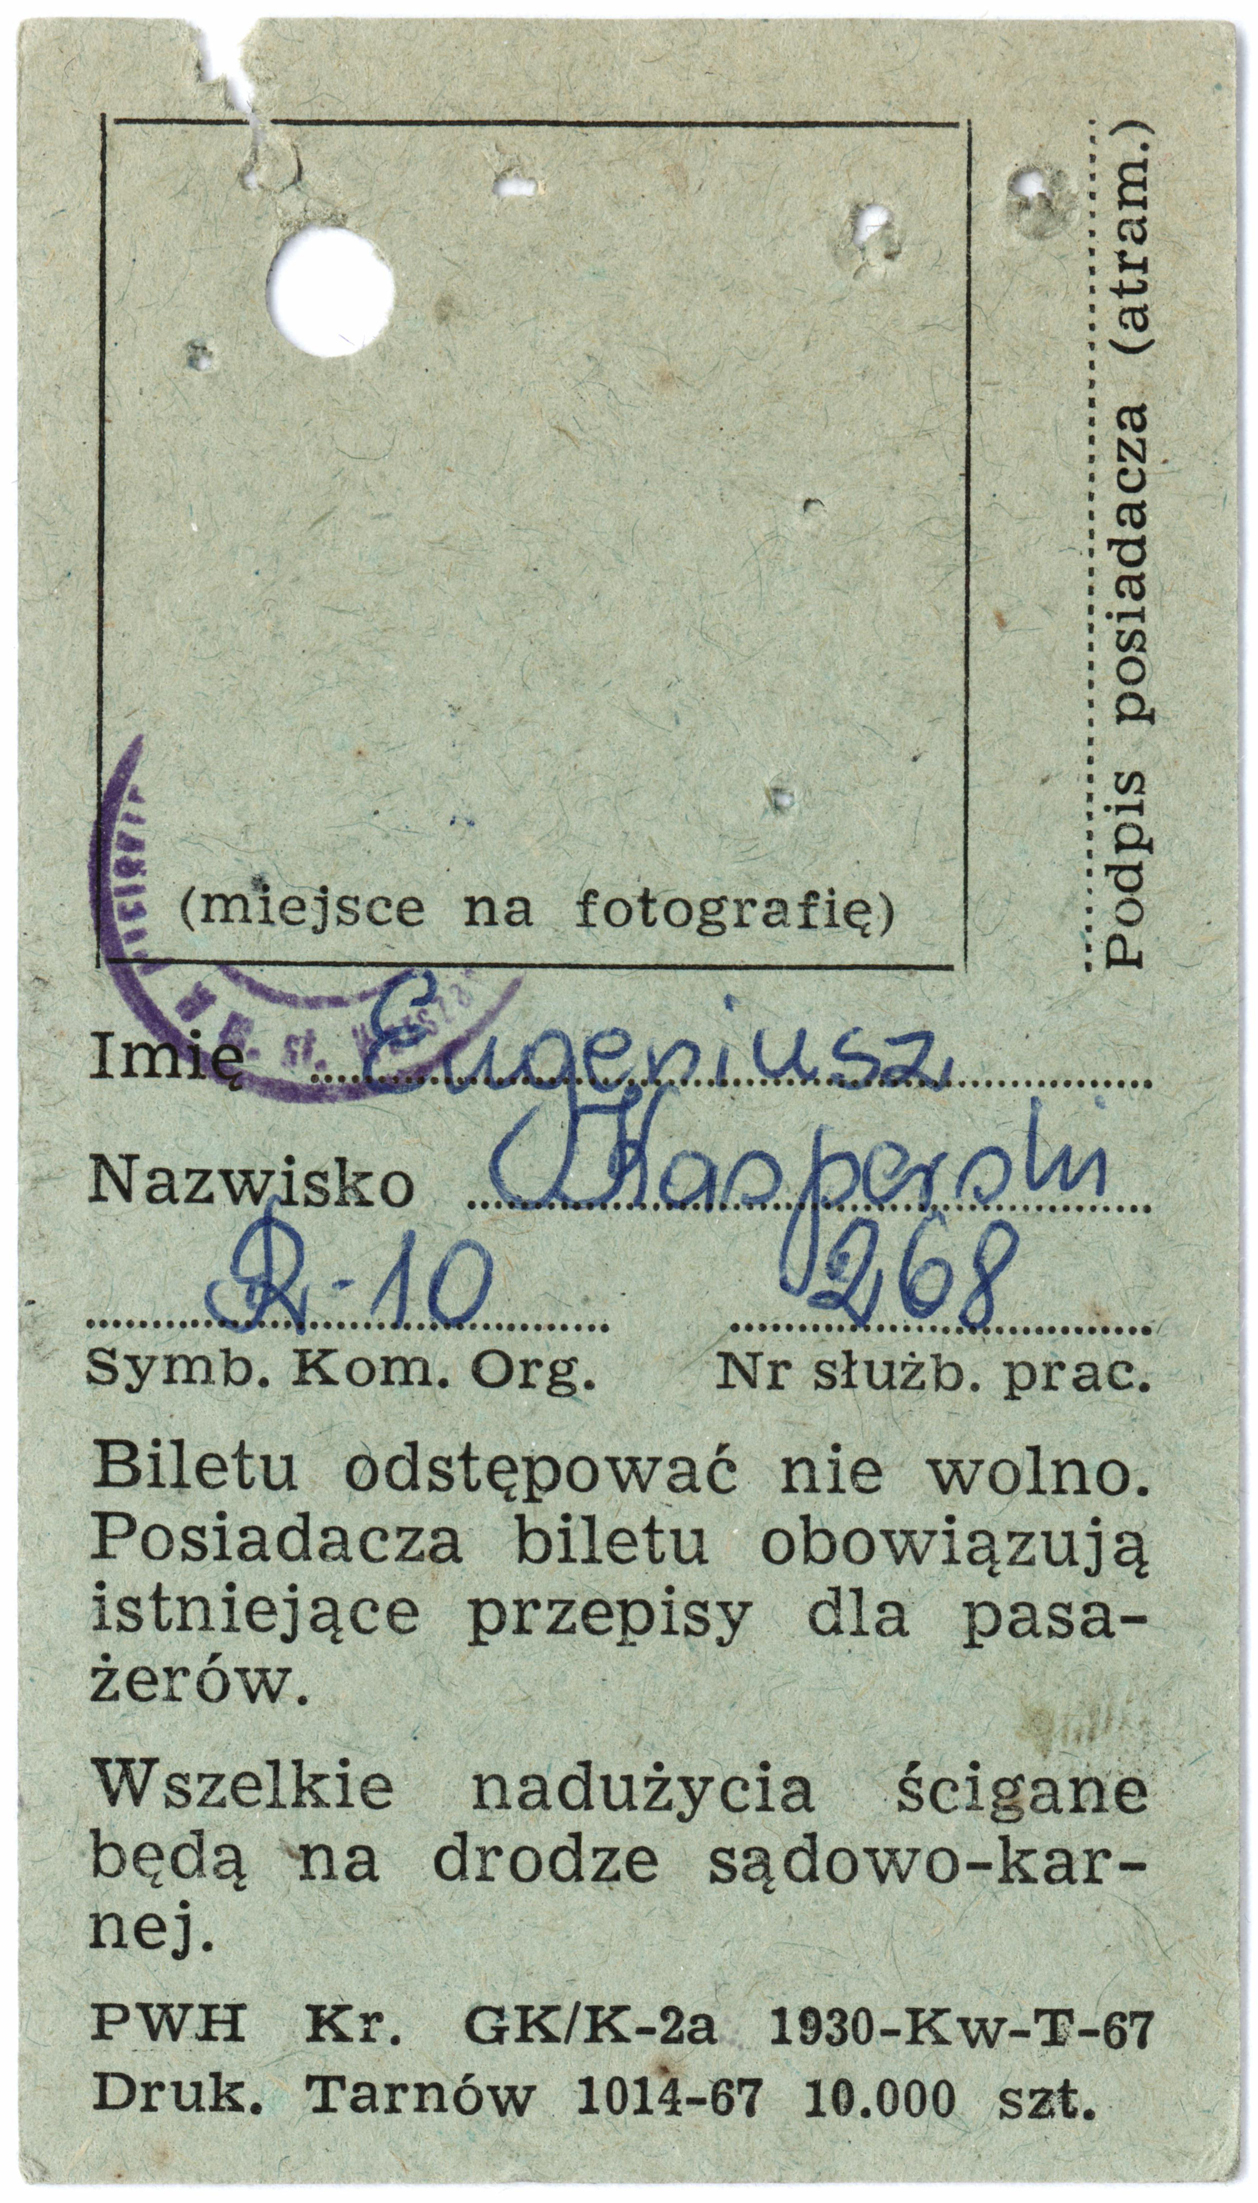 (miejsce na fotografię)
Podpis posiadacza (atram.)
Imię Eugeniusz
Nazwisko Kasperski
R-10 268
Symb. Kom. Org. Nr służb. prac.
Biletu odstępować nie wolno.
Posiadacza biletu obowiązują
istniejące przepisy dla pasa-
żerów.
Wszelkie nadużycia ścigane
będą na drodze sądowo-kar-
nej.
PWH Kr. GK/K-2a 1930-Kw-T-67
Druk. Tarnów 1014-67 10.000 szt.